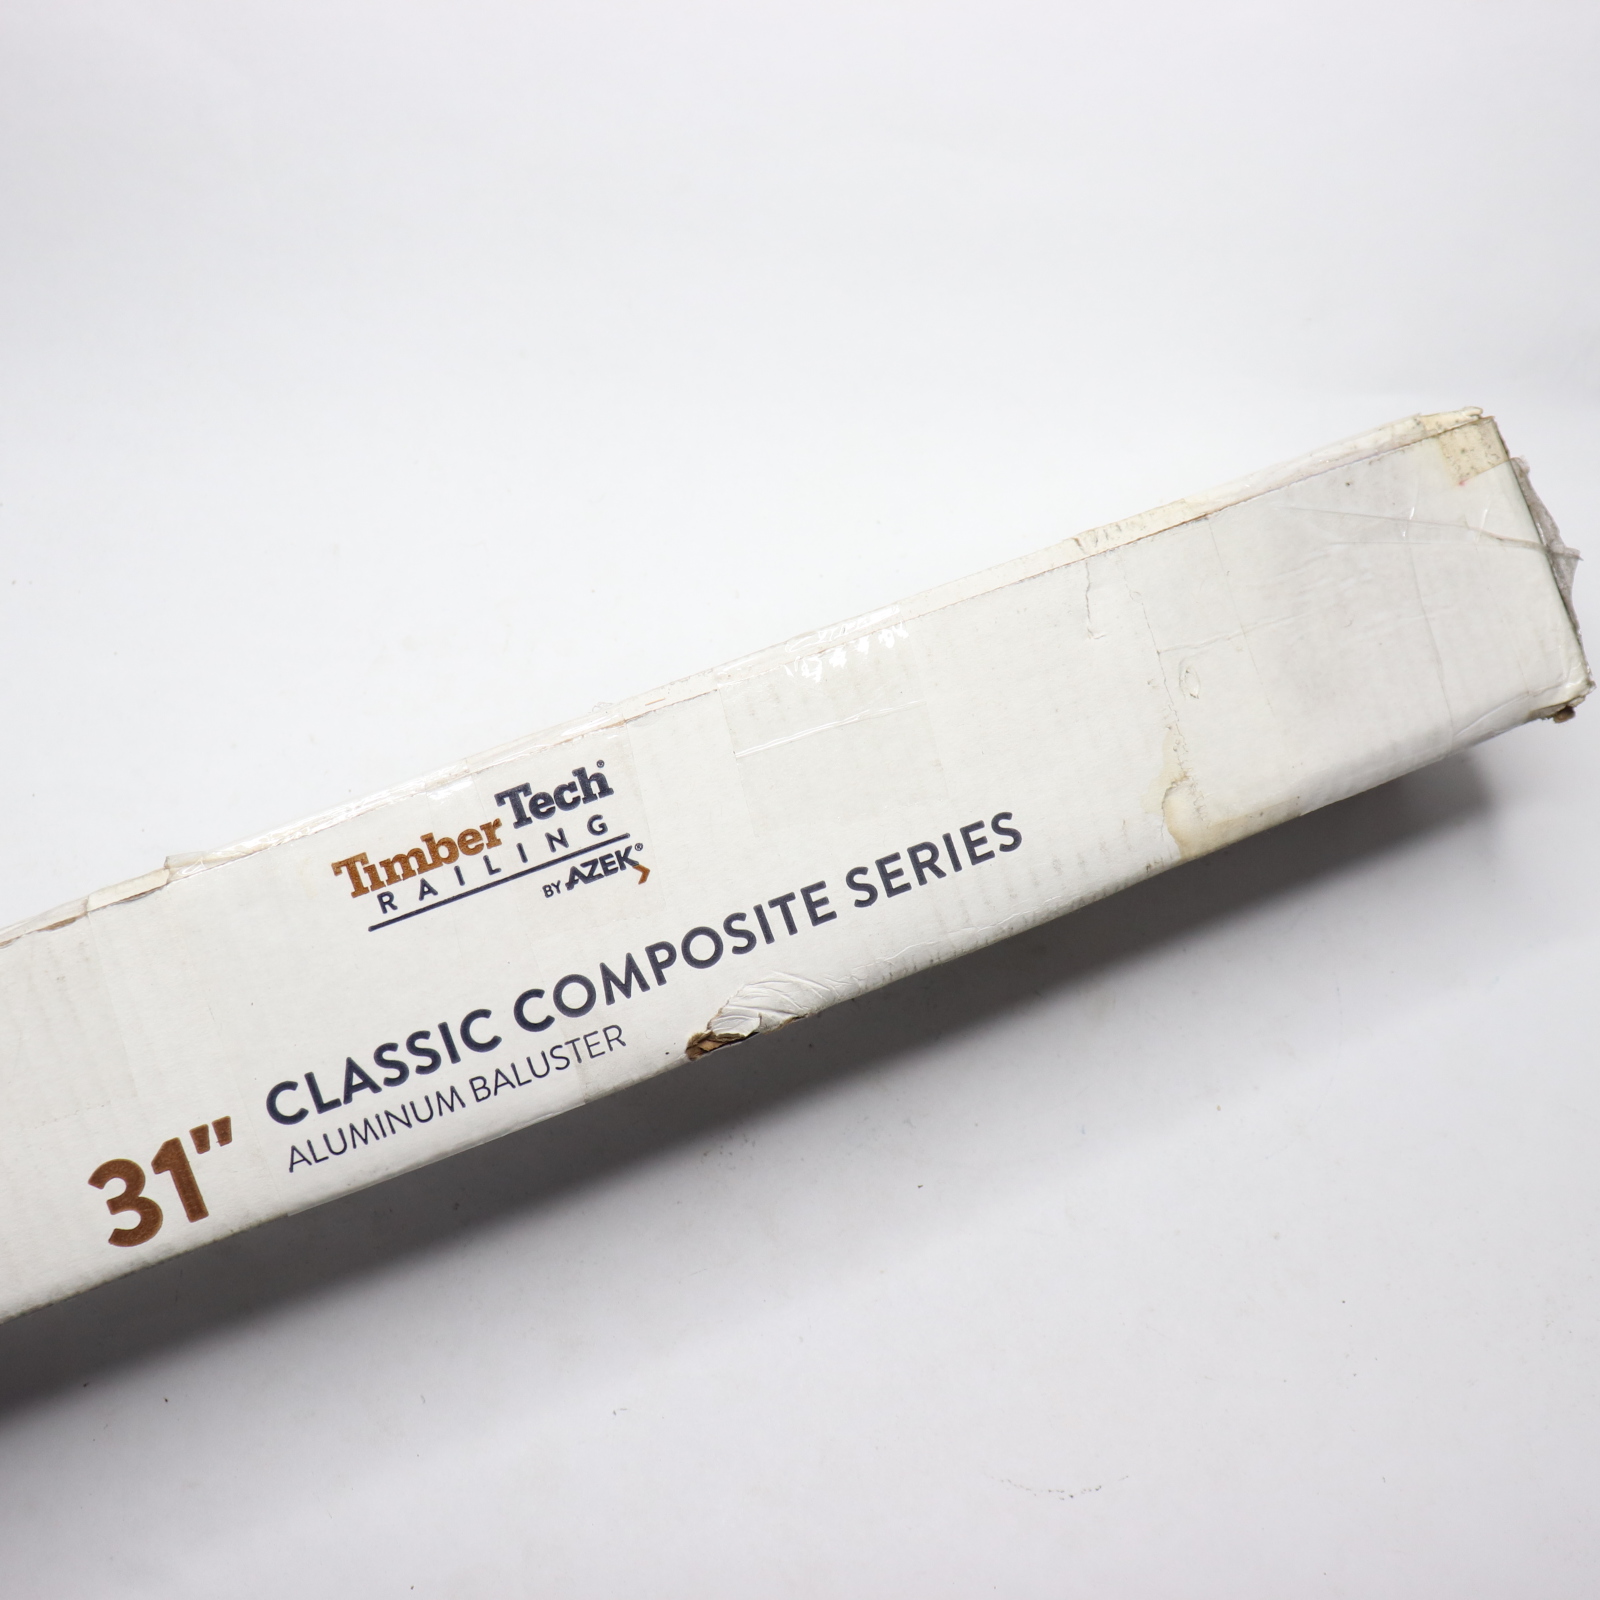 TimberTech®
RAILING
BY AZEK®
31" CLASSIC COMPOSITE SERIES
ALUMINUM BALUSTER